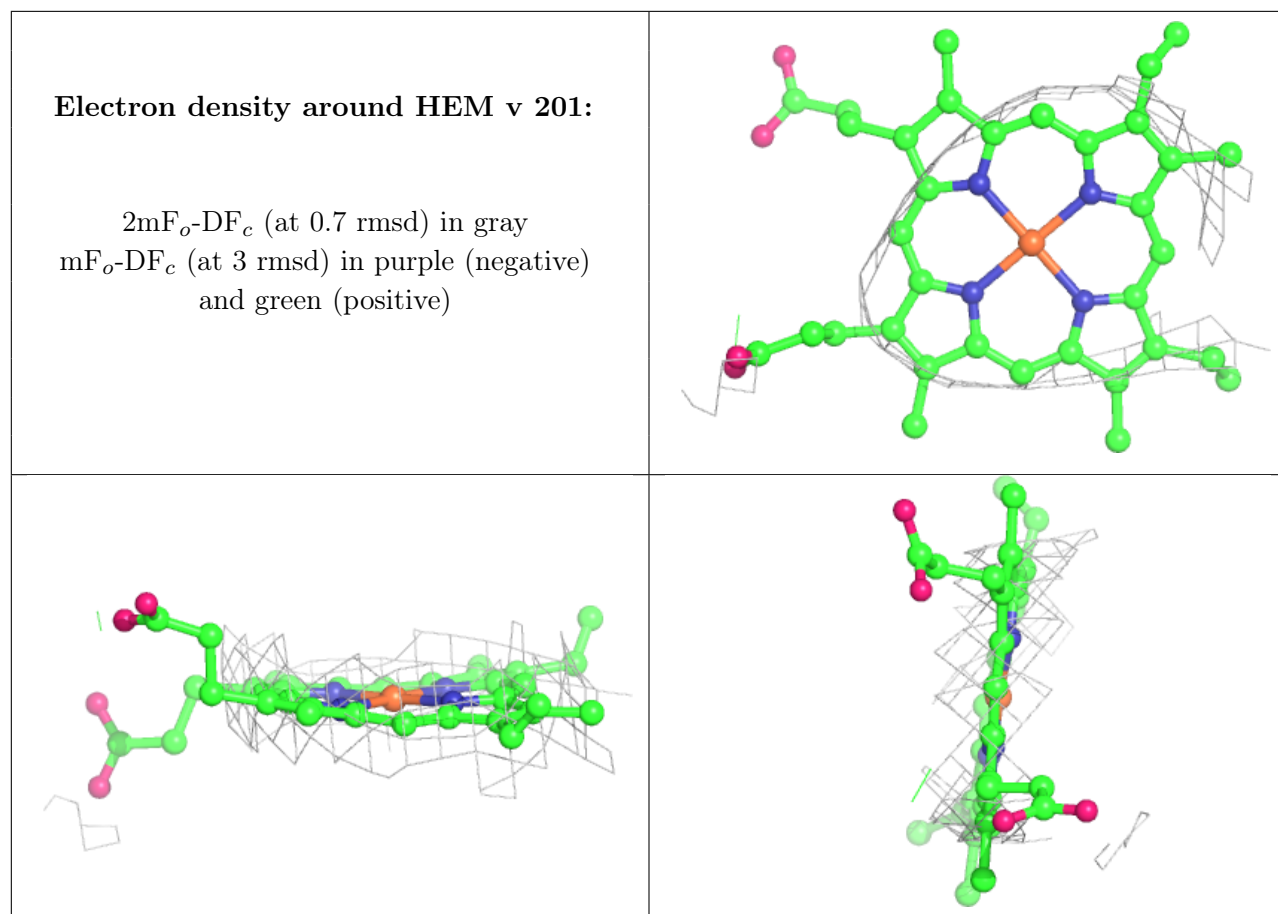 Electron density around HEM v 201:
2mFo-DFc (at 0.7 rmsd) in gray
mFo-DFc (at 3 rmsd) in purple (negative)
and green (positive)